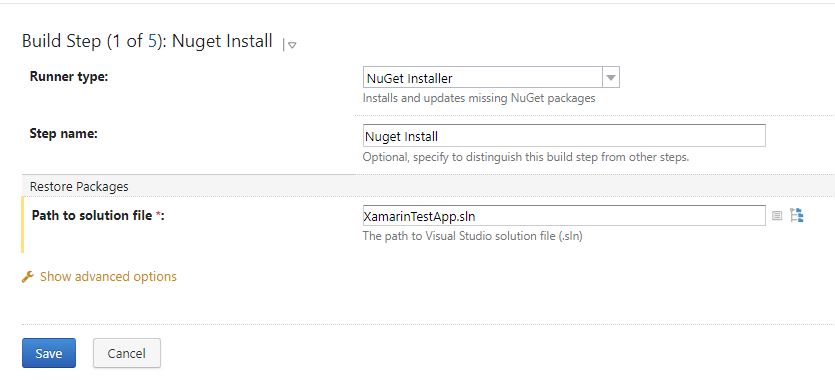 Build Step (1 of 5): Nuget Install
Runner type: NuGet Installer
Installs and updates missing NuGet packages
Step name: Nuget Install
Optional, specify to distinguish this build step from other steps.
Restore Packages
Path to solution file *: XamarinTestApp.sln
The path to Visual Studio solution file (.sln)
Show advanced options
Save Cancel